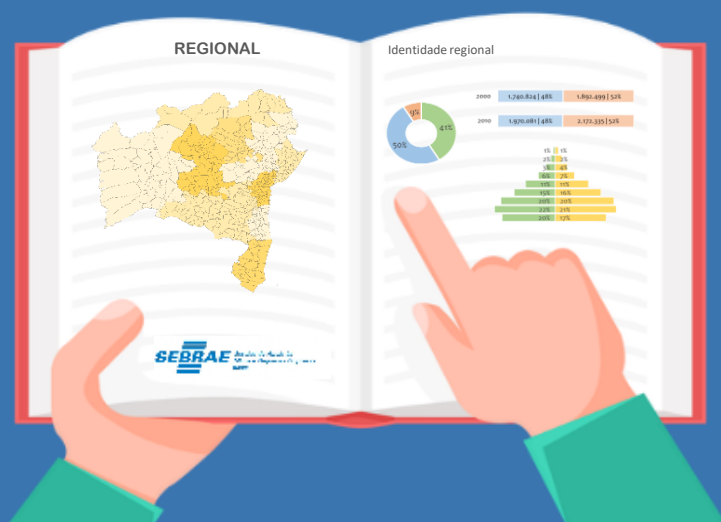 REGIONAL
SEBRAE
Identidade regional
9%
41%
50%
2000 1.740.824 | 48% 1.892.499 | 52%
2010 1.970.081 | 48% 2.172.335 | 52%
1% 1%
2% 2%
4%
6% 7%
11% 11%
15% 16%
20% 20%
22% 21%
20% 17%